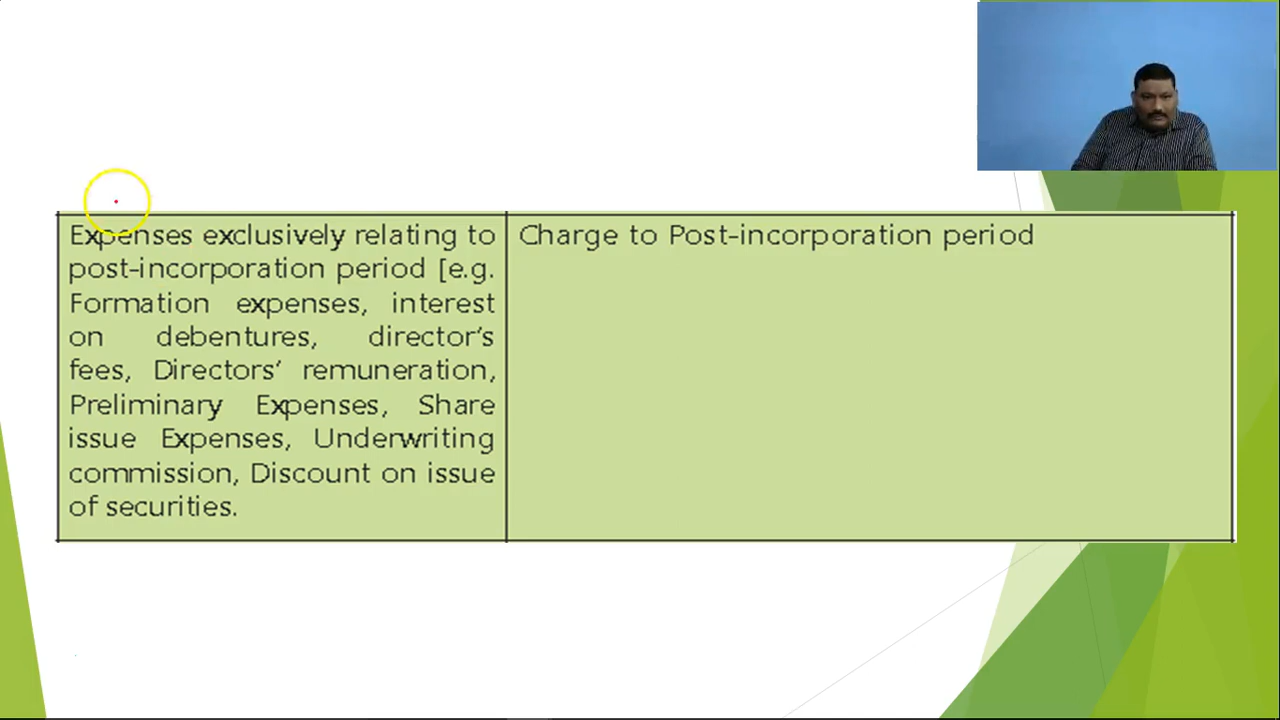 Expenses exclusively relating to
post-incorporation period [e.g.
Formation expenses, interest
on debentures, director's
fees, Directors' remuneration,
Preliminary Expenses, Share
issue Expenses, Underwriting
commission, Discount on issue
of securities.
Charge to Post-incorporation period